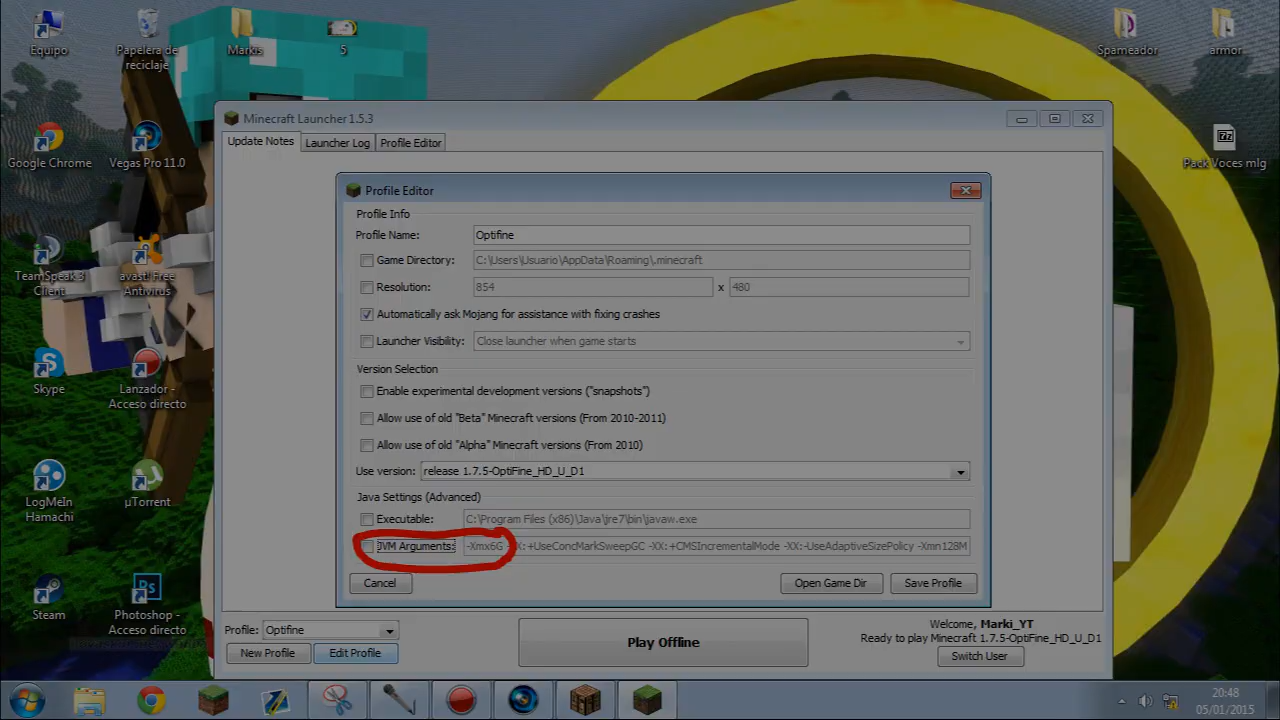 Equipo
Papelera de
reciclaje
Markis
5
Spameador
armor
Google Chrome
Vegas Pro 11.0
Pack Voces mlg
TeamSpeak 3
Client
avast! Free
Antivirus
Skype
Lanzador -
Acceso directo
LogMeIn
Hamachi
µTorrent
Steam
Photoshop -
Acceso directo
Minecraft Launcher 1.5.3
Update Notes
Launcher Log
Profile Editor
Profile Editor
Profile Info
Profile Name:
Optifine
Game Directory:
C:\Users\Usuario\AppData\Roaming\.minecraft
Resolution:
854
x
480
Automatically ask Mojang for assistance with fixing crashes
Launcher Visibility:
Close launcher when game starts
Version Selection
Enable experimental development versions ("snapshots")
Allow use of old "Beta" Minecraft versions (From 2010-2011)
Allow use of old "Alpha" Minecraft versions (From 2010)
Use version:
release 1.7.5-OptiFine_HD_U_D1
Java Settings (Advanced)
Executable:
C:\Program Files (x86)\Java\jre7\bin\javaw.exe
JVM Arguments:
-Xmx6G -XX:+UseConcMarkSweepGC -XX:+CMSIncrementalMode -XX:-UseAdaptiveSizePolicy -Xmn128M
Cancel
Open Game Dir
Save Profile
Profile:
Optifine
New Profile
Edit Profile
Play Offline
Welcome, Marki_YT
Ready to play Minecraft 1.7.5-OptiFine_HD_U_D1
Switch User
20:48
05/01/2015